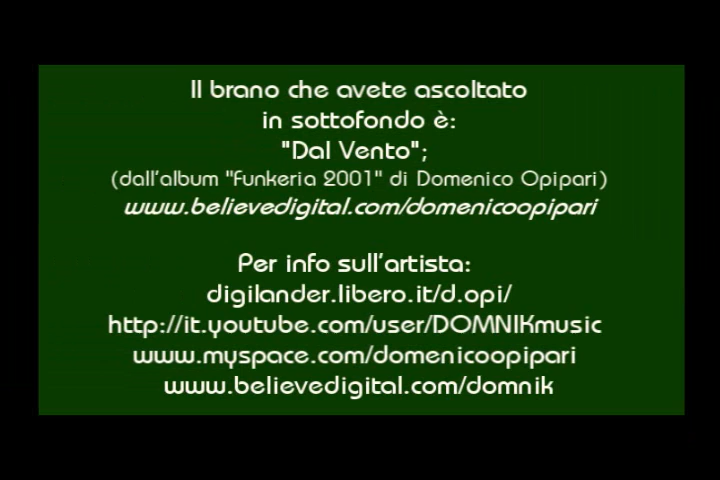 Il brano che avete ascoltato
in sottofondo è:
"Dal Vento";
(dall'album "Funkeria 2001" di Domenico Opipari)
www.believedigital.com/domenicoopipari
Per info sull'artista:
digilander.libero.it/d.opi/
http://it.youtube.com/user/DOMNIKmusic
www.myspace.com/domenicoopipari
www.believedigital.com/domnik